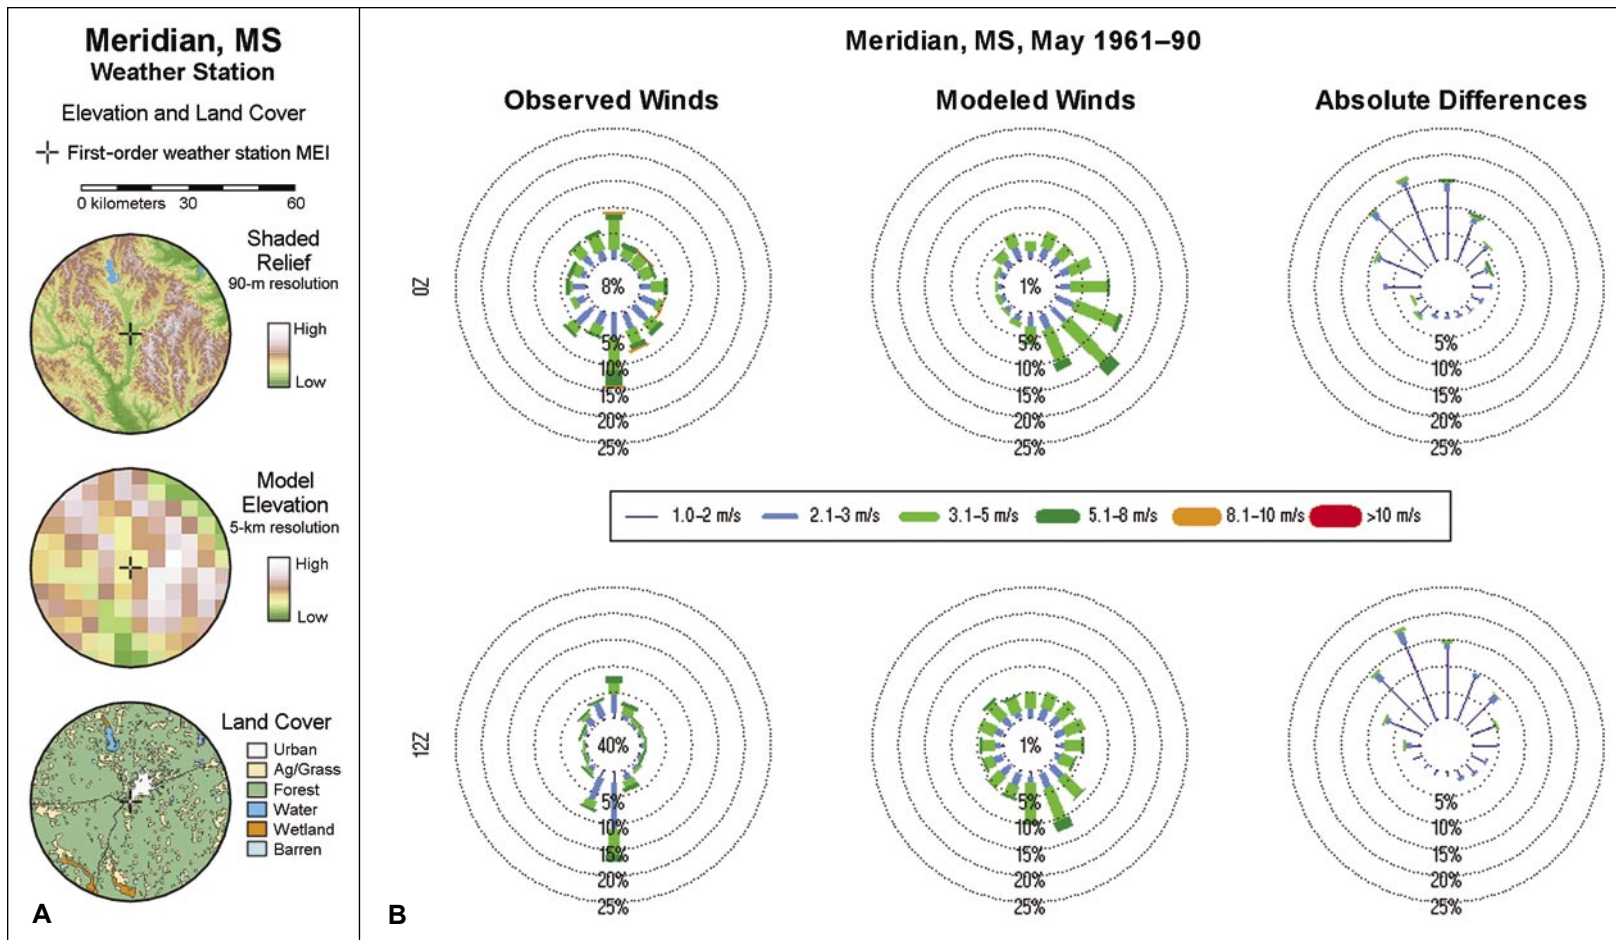 Meridian, MS
Weather Station
Elevation and Land Cover
First-order weather station MEI
0 kilometers 30 60
Shaded
Relief
90-m resolution
High
Low
Model
Elevation
5-km resolution
High
Low
Land Cover
Urban
Ag/Grass
Forest
Water
Wetland
Barren
A
Meridian, MS, May 1961–90
Observed Winds Modeled Winds Absolute Differences
0Z
8%
5%
10%
15%
20%
25%
1%
5%
10%
15%
20%
25%
5%
10%
15%
20%
25%
1.0–2 m/s 2.1–3 m/s 3.1–5 m/s 5.1–8 m/s 8.1–10 m/s >10 m/s
12Z
40%
5%
10%
15%
20%
25%
1%
5%
10%
15%
20%
25%
5%
10%
15%
20%
25%
B